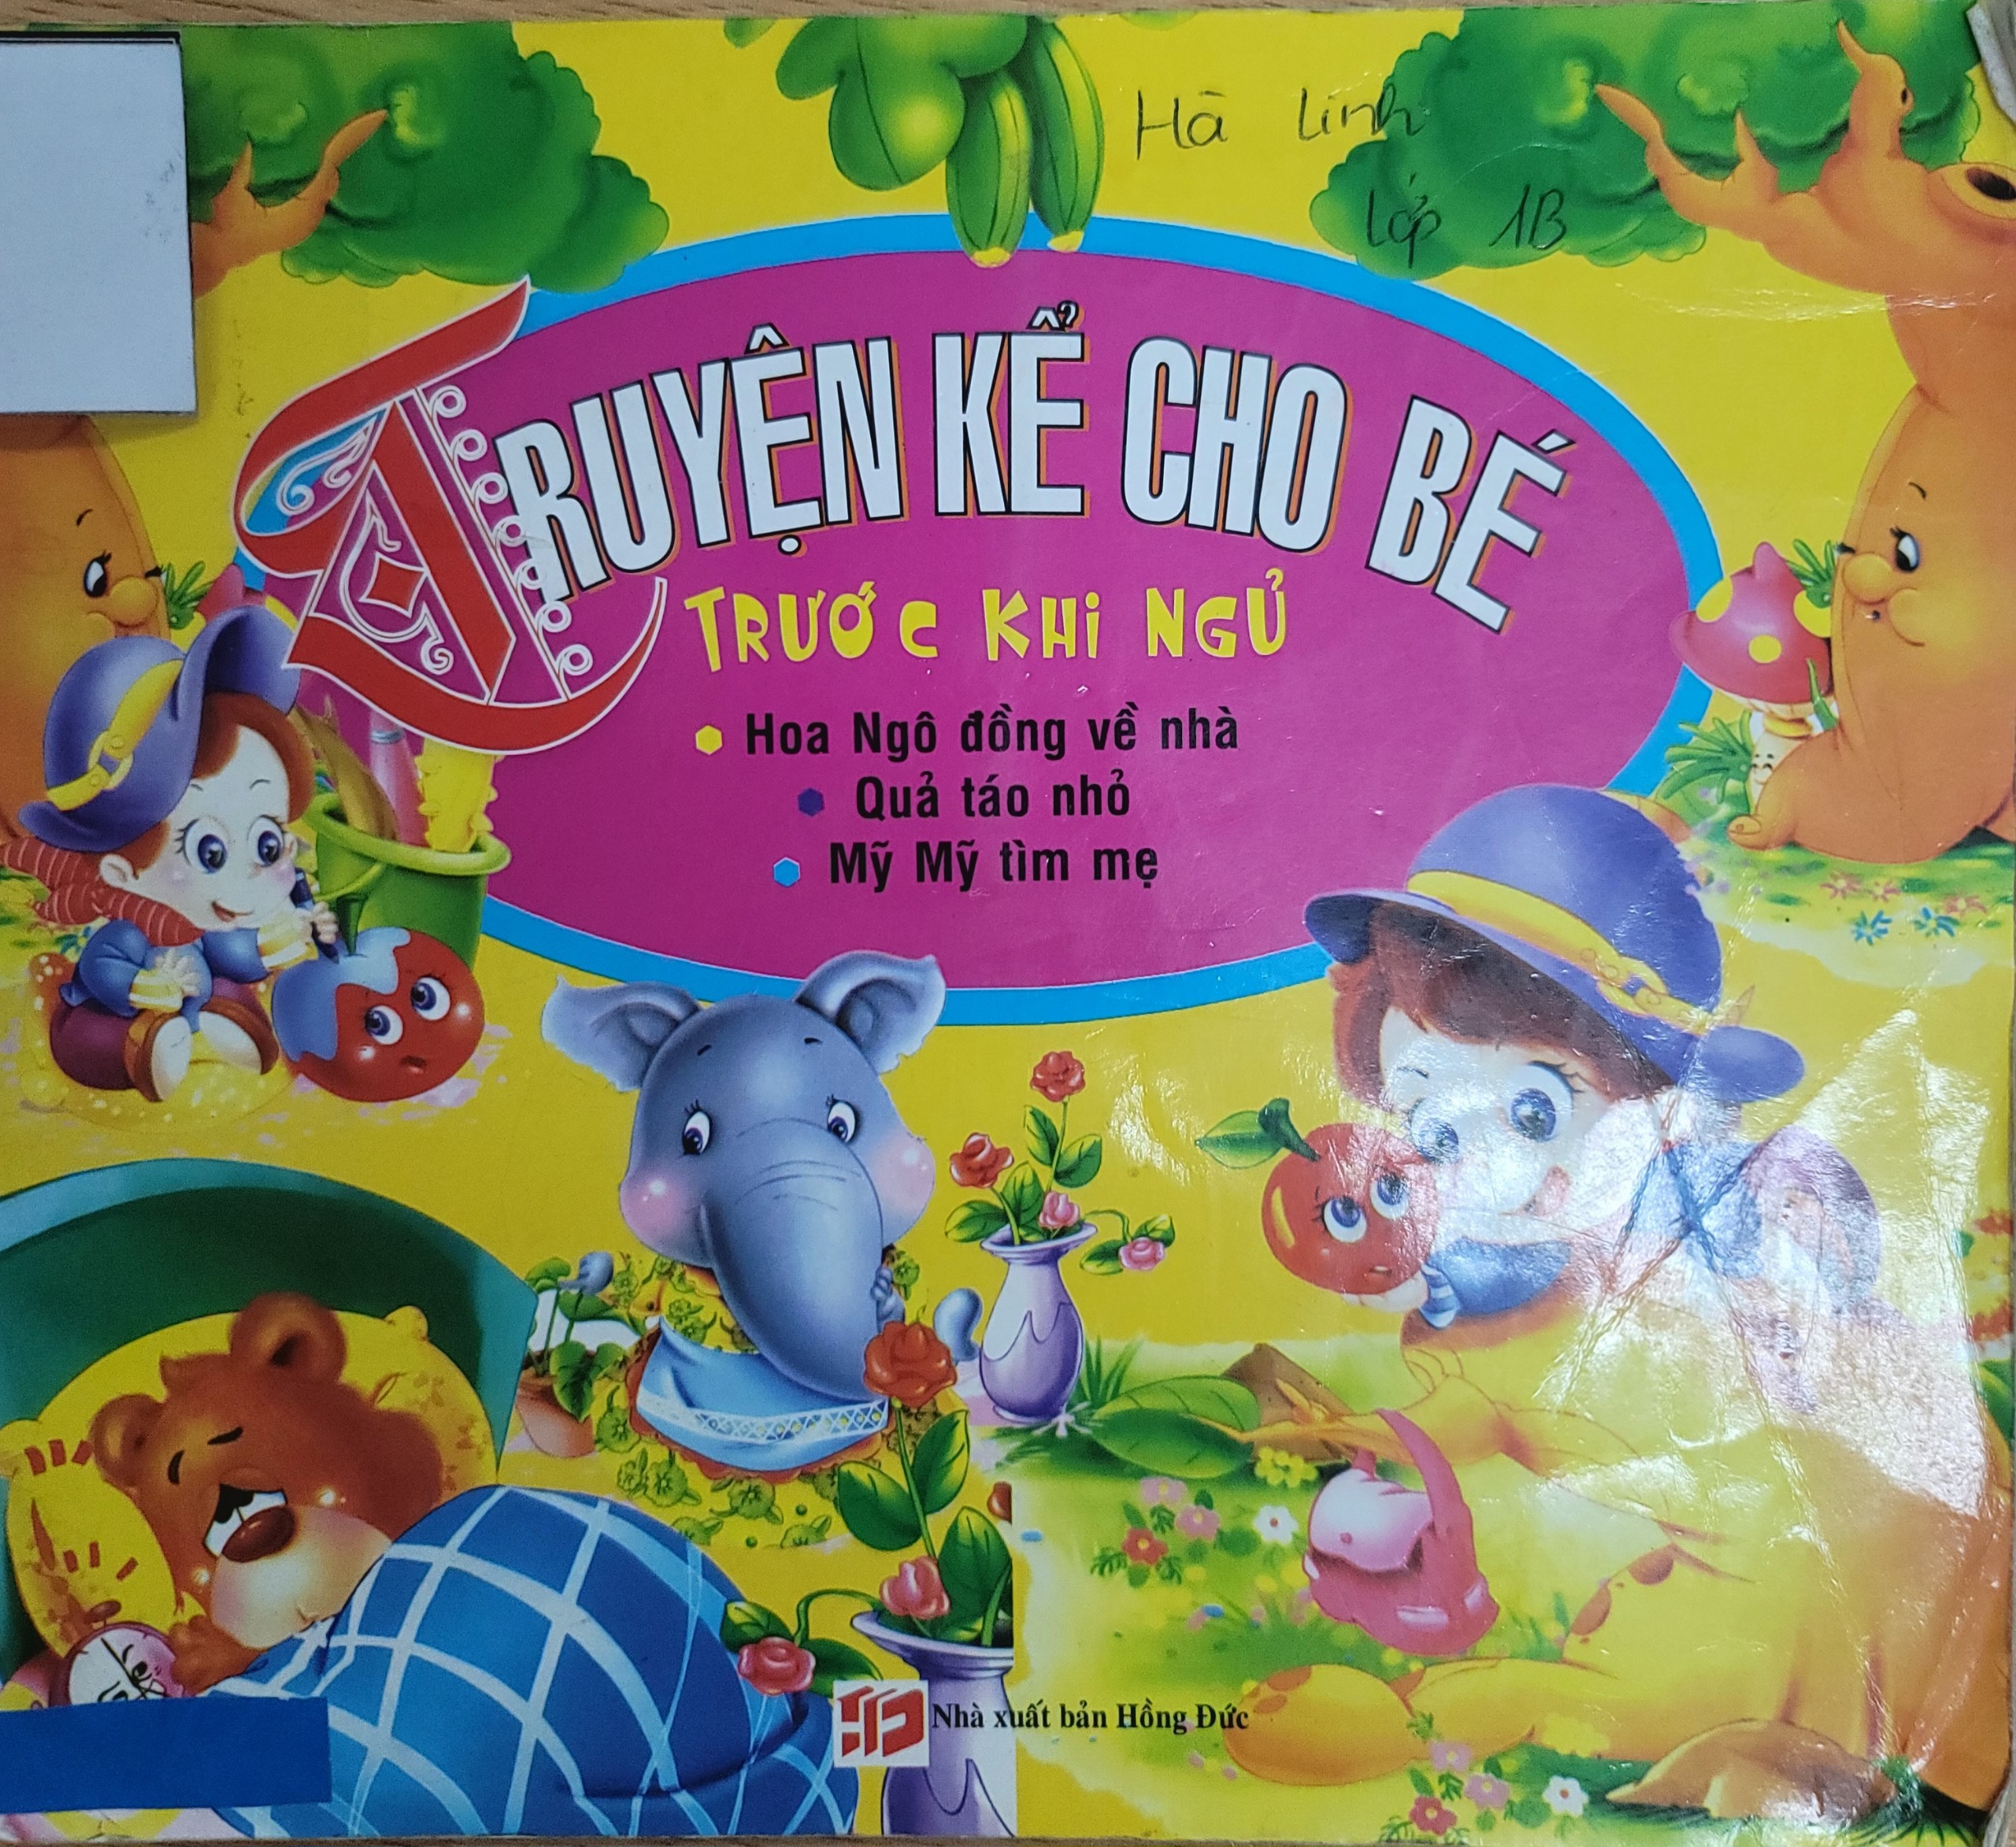 Hà Linh
Lớp 1B
TRUYỆN KỂ CHO BÉ
TRƯỚC KHI NGỦ
Hoa Ngô đồng về nhà
Quả táo nhỏ
Mỹ Mỹ tìm mẹ
Nhà xuất bản Hồng Đức